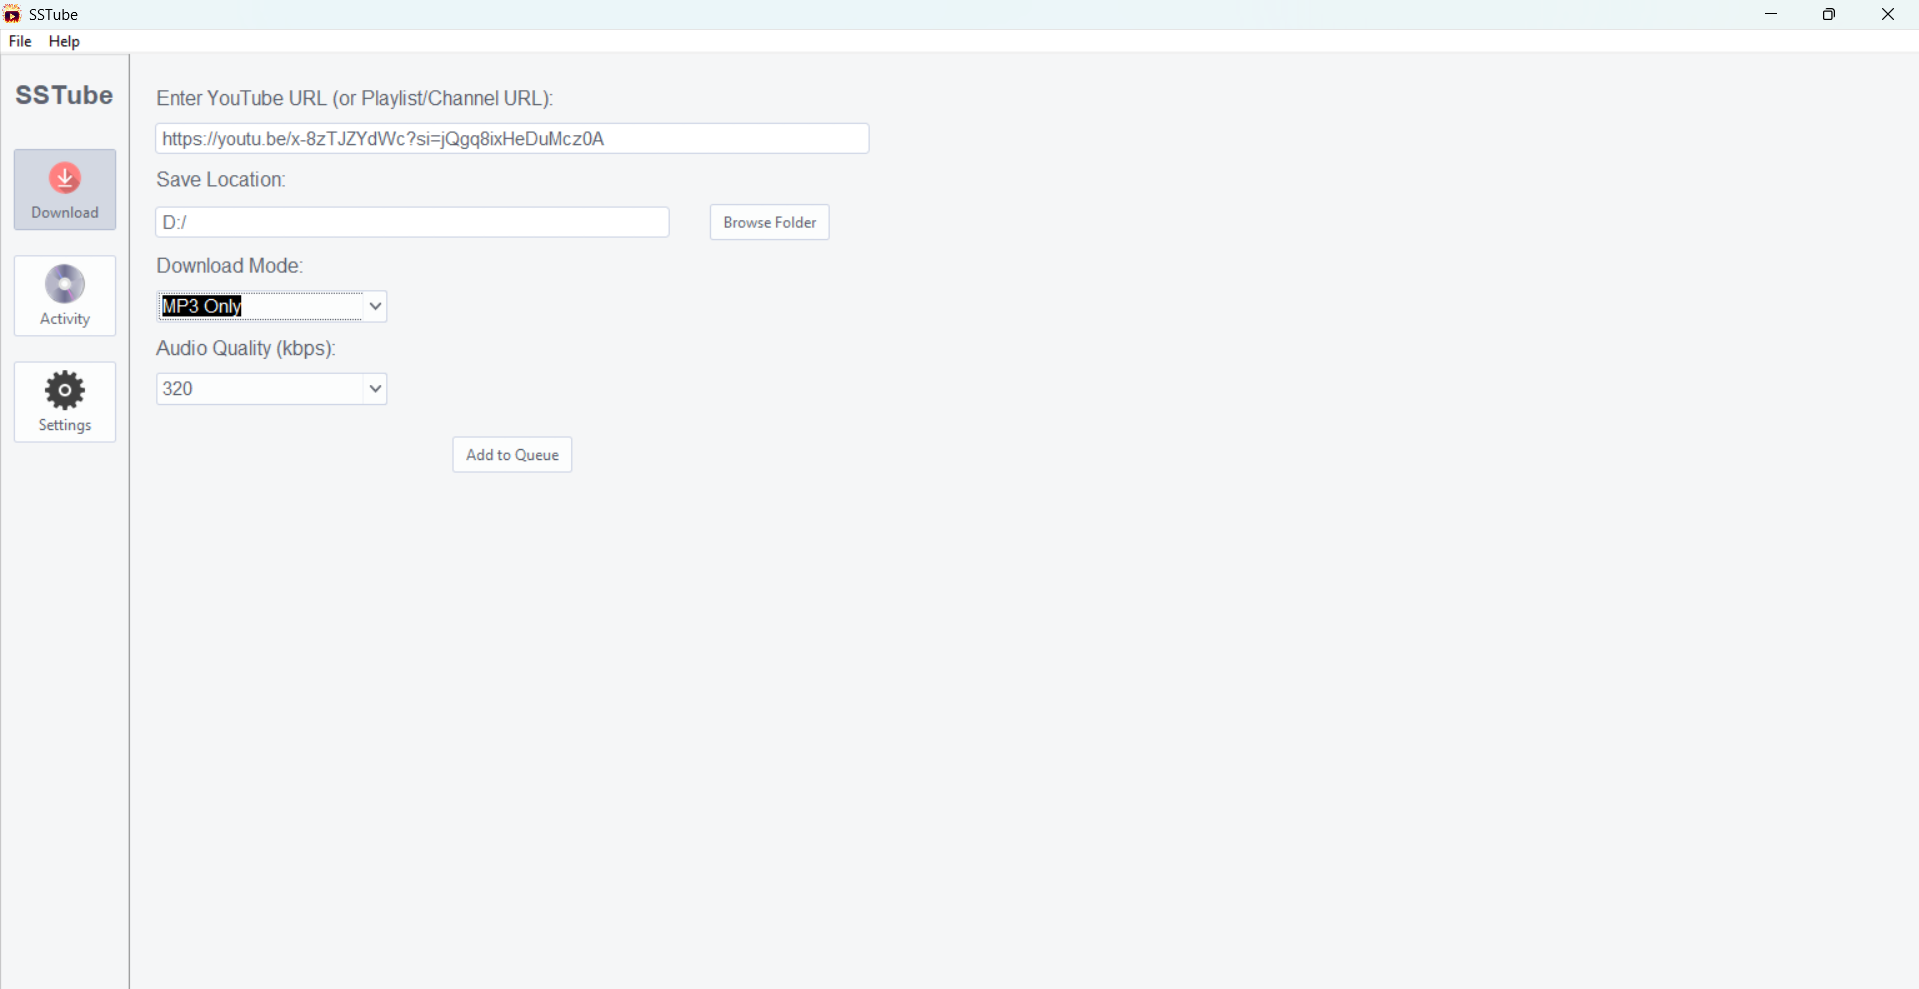 SSTube
File Help
SSTube
Download
Activity
Settings
Enter YouTube URL (or Playlist/Channel URL):
https://youtu.be/x-8zTJZYdWc?si=jQgq8ixHeDuMcz0A
Save Location:
D:/
Browse Folder
Download Mode:
MP3 Only
Audio Quality (kbps):
320
Add to Queue